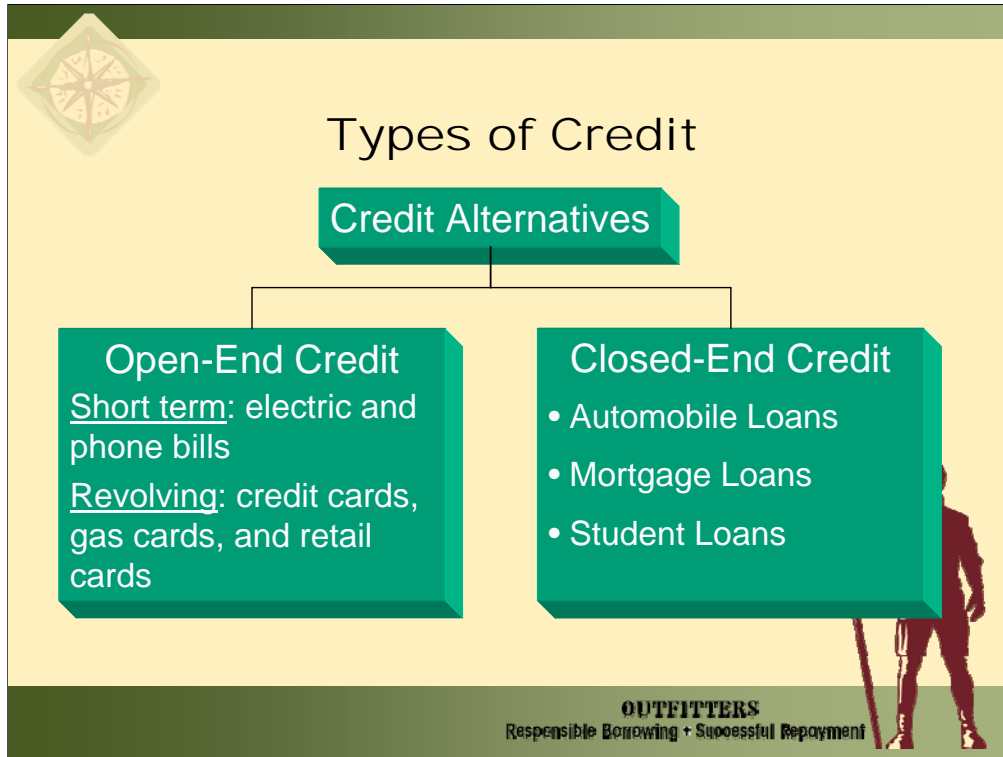 Types of Credit
Credit Alternatives
Open-End Credit
Short term: electric and
phone bills
Revolving: credit cards,
gas cards, and retail
cards
Closed-End Credit
• Automobile Loans
• Mortgage Loans
• Student Loans
OUTFITTERS
Responsible Borrowing + Successful Repayment